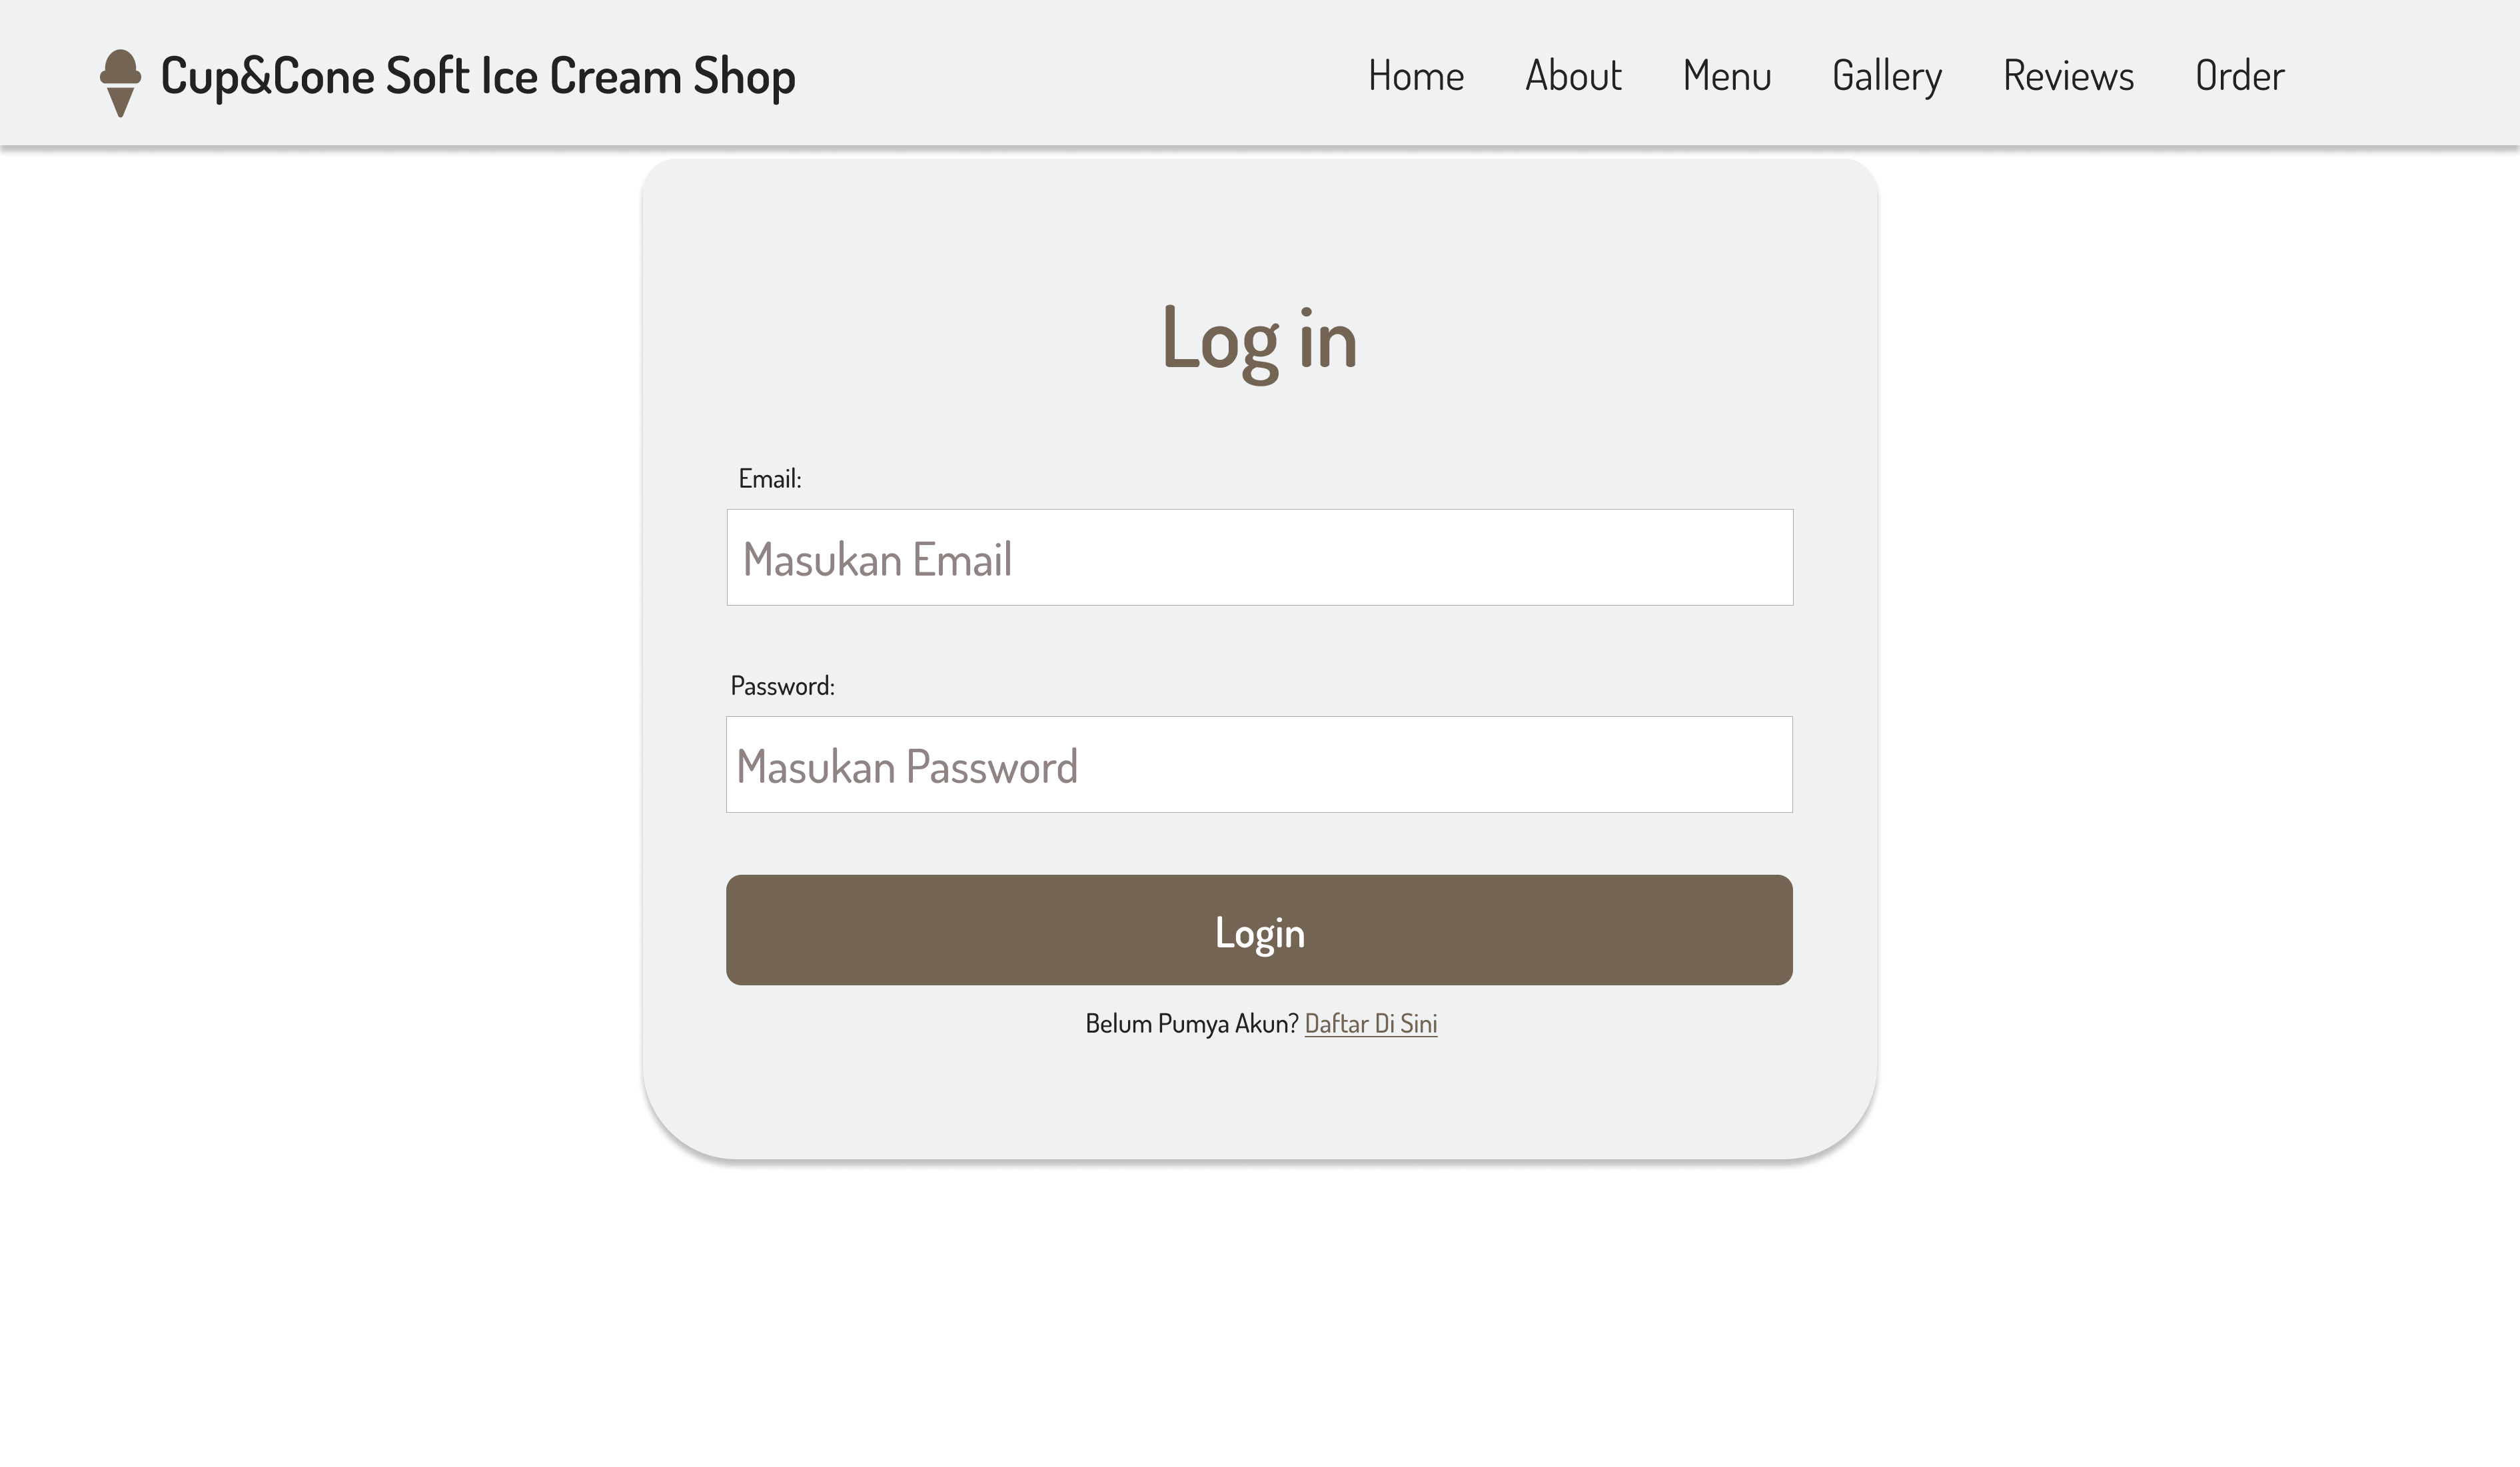 Cup&Cone Soft Ice Cream Shop
Home About Menu Gallery Reviews Order
Log in
Email:
Masukan Email
Password:
Masukan Password
Login
Belum Pumya Akun? Daftar Di Sini